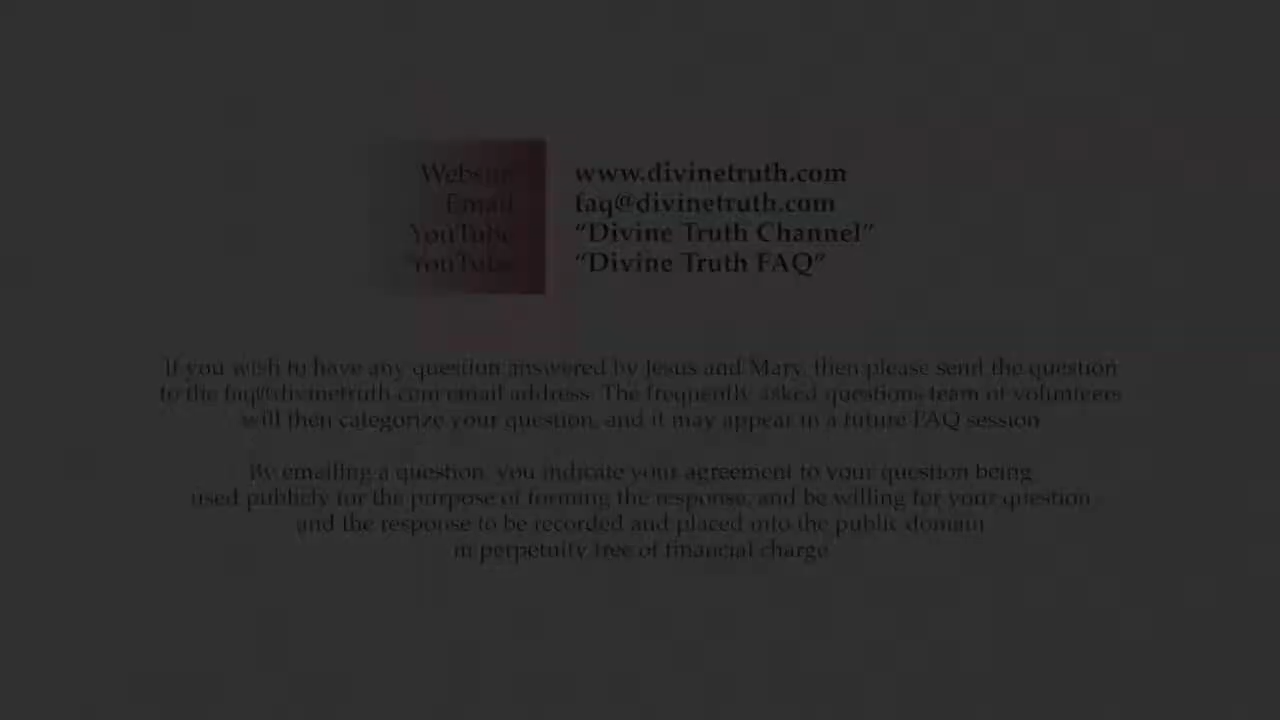 Website www.divinetruth.com
Email faq@divinetruth.com
YouTube “Divine Truth Channel”
YouTube “Divine Truth FAQ”
If you wish to have any question answered by Jesus and Mary, then please send the question
to the faq@divinetruth.com email address. The frequently asked questions team of volunteers
will then categorize your question, and it may appear in a future FAQ session
By emailing a question, you indicate your agreement to your question being
used publicly for the purpose of forming the response, and be willing for your question
and the response to be recorded and placed into the public domain
in perpetuity free of financial charge